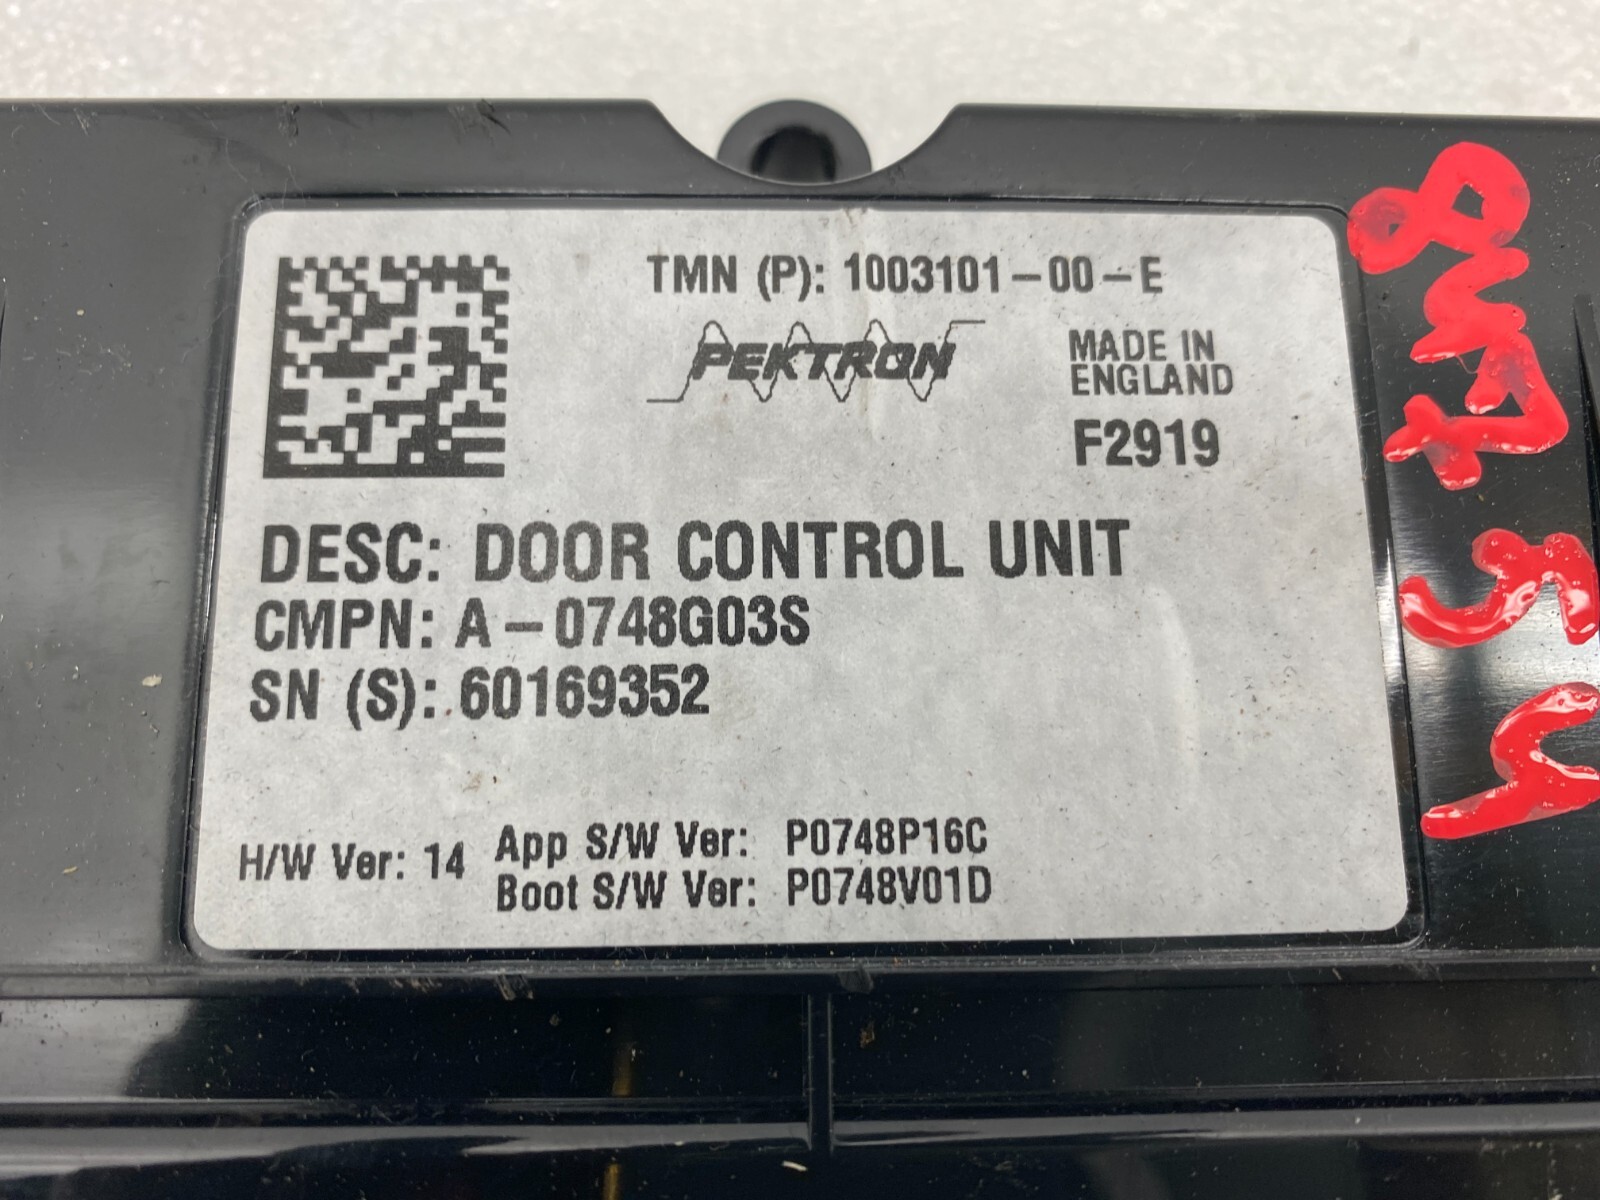 TMN (P): 1003101-00-E
PEKTRON
MADE IN
ENGLAND
F2919
DESC: DOOR CONTROL UNIT
CMPN: A-0748G03S
SN (S): 60169352
H/W Ver: 14
App S/W Ver: P0748P16C
Boot S/W Ver: P0748V01D